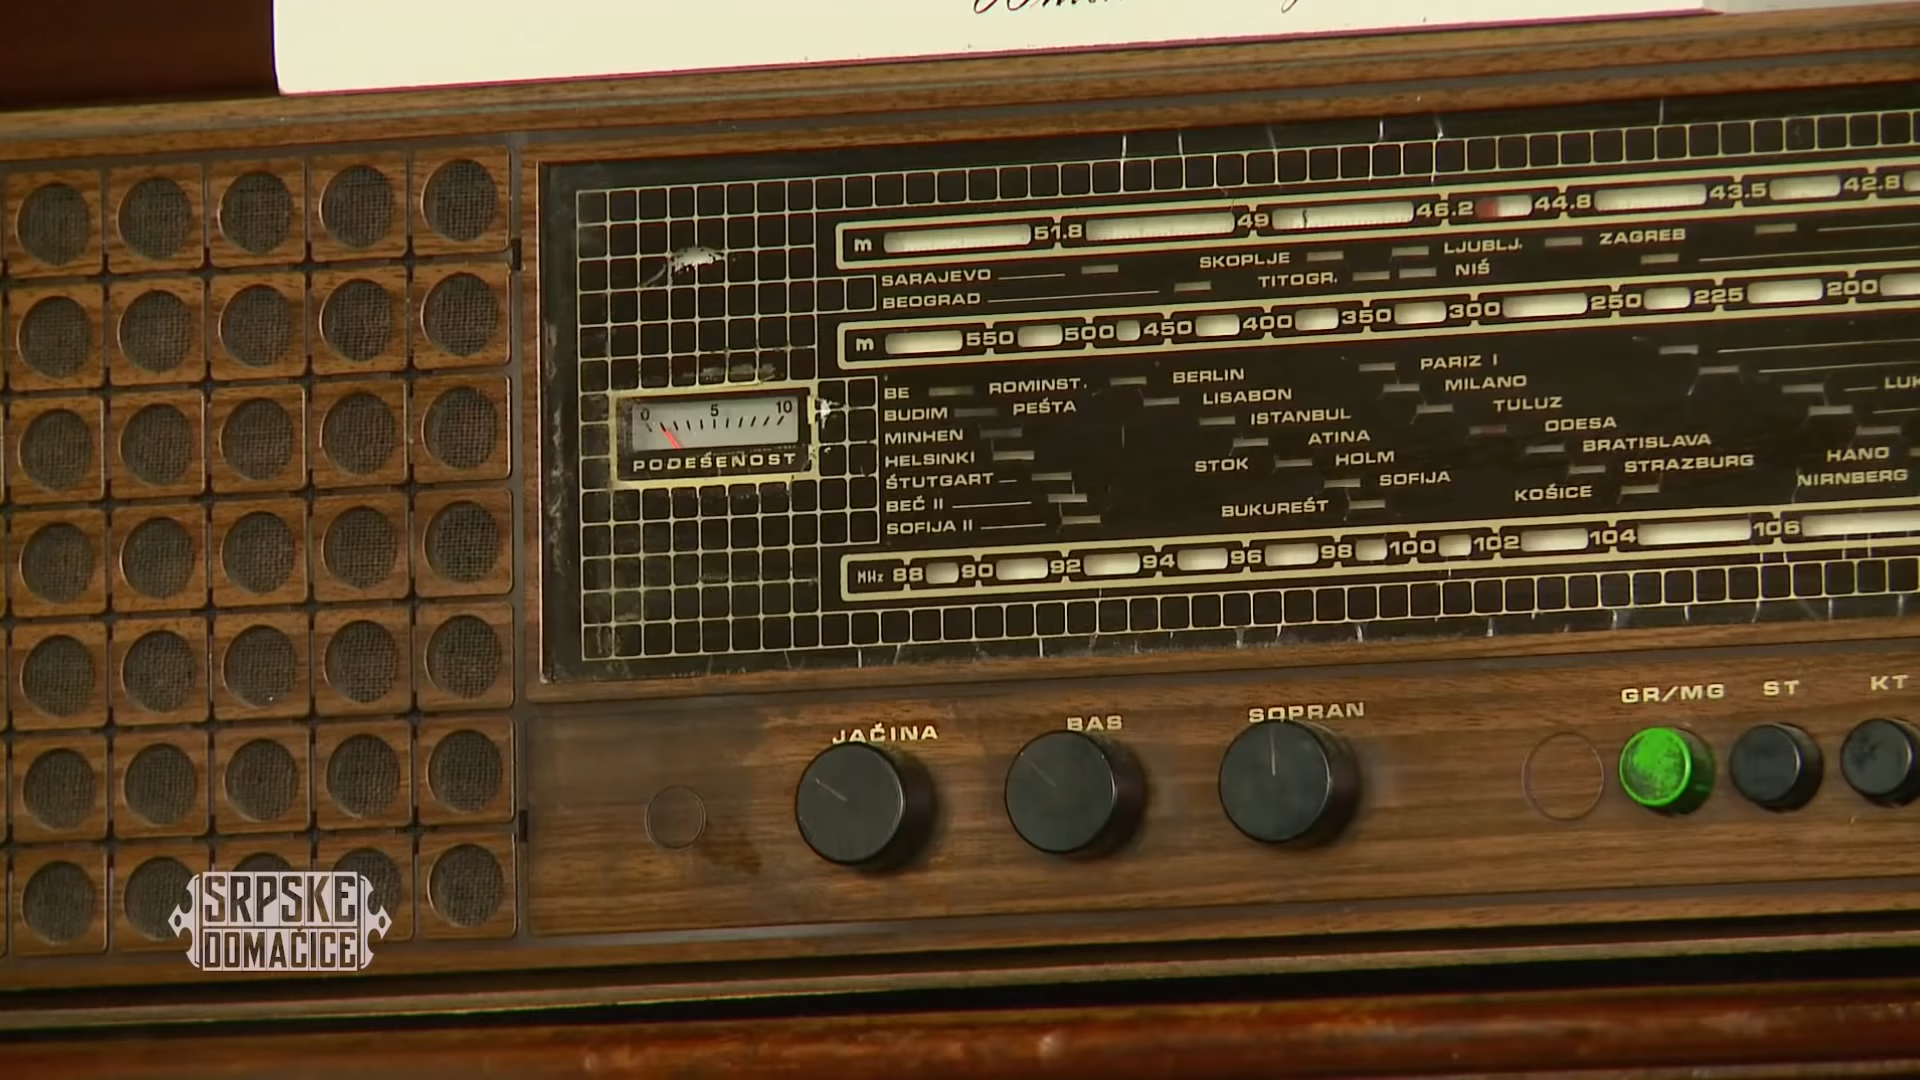 m 51.8 49 46.2 44.8 43.5 42.8
SARAJEVO SKOPLJE LJUBLJ. ZAGREB
BEOGRAD TITOGR. NIŠ
m 550 500 450 400 350 300 250 225 200
BE ROMINST. BERLIN PARIZ I
BUDIM PEŠTA LISABON MILANO
MINHEN ISTANBUL TULUZ
HELSINKI ATINA ODESA
ŠTUTGART STOK HOLM BRATISLAVA HANO
BEČ II SOFIJA STRAZBURG NIRNBERG
SOFIJA II BUKUREŠT KOŠICE
MHz 88 90 92 94 96 98 100 102 104 106
0 5 10
PODEŠENOST
JAČINA BAS SOPRAN GR/MG ST KT
SRPSKE
DOMAĆICE